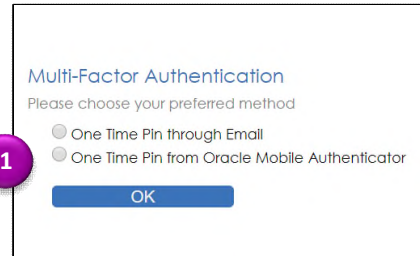 Multi-Factor Authentication
Please choose your preferred method
One Time Pin through Email
1
One Time Pin from Oracle Mobile Authenticator
OK